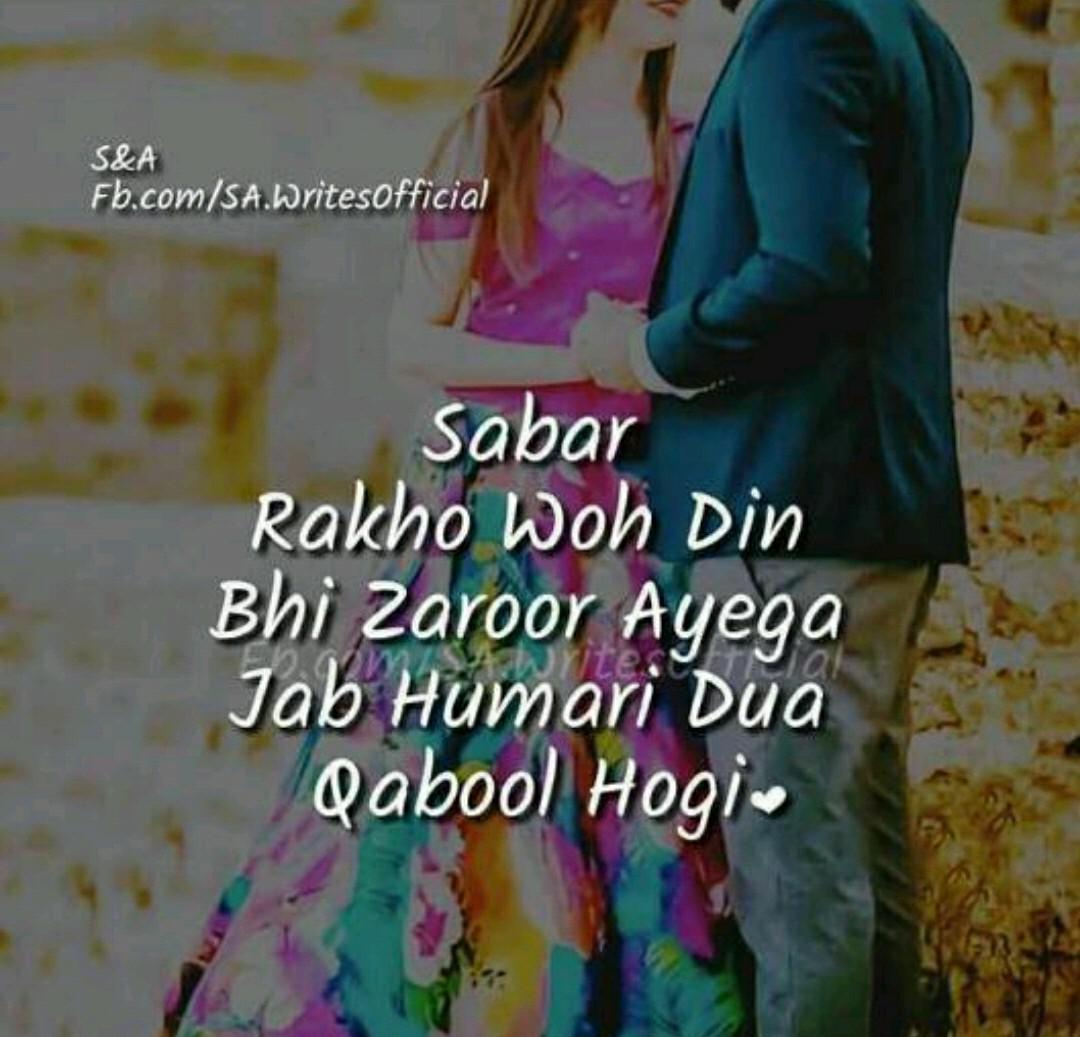 S&A
Fb.com/SA.WritesOfficial
Sabar
Rakho Woh Din
Bhi Zaroor Ayega
Fb.com/SA.WritesOfficial
Jab Humari Dua
Qabool Hogi❤